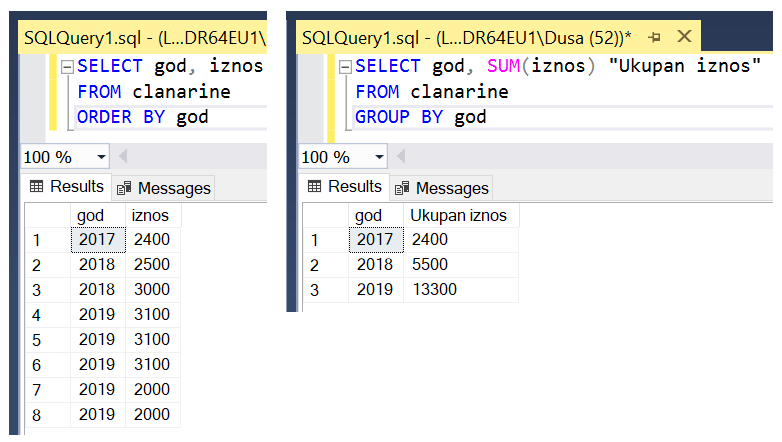 SQLQuery1.sql - (L...DR64EU1\
SELECT god, iznos
FROM clanarine
ORDER BY god
100 %
Results Messages
god iznos
1 2017 2400
2 2018 2500
3 2018 3000
4 2019 3100
5 2019 3100
6 2019 3100
7 2019 2000
8 2019 2000
SQLQuery1.sql - (L...DR64EU1\Dusa (52))*
SELECT god, SUM(iznos) "Ukupan iznos"
FROM clanarine
GROUP BY god
100 %
Results Messages
god Ukupan iznos
1 2017 2400
2 2018 5500
3 2019 13300